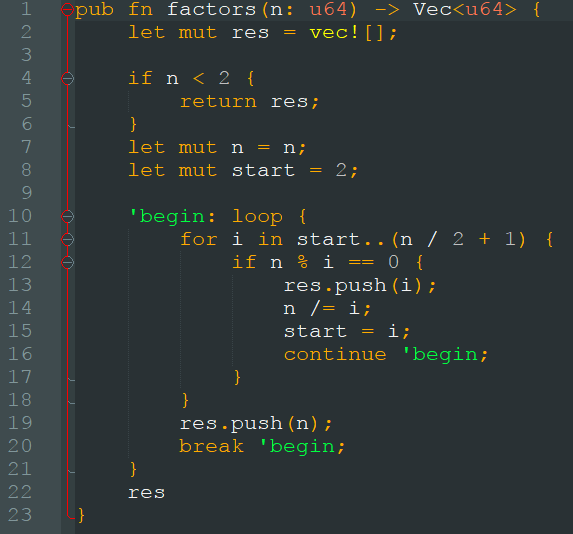 1 pub fn factors(n: u64) -> Vec<u64> {
2     let mut res = vec![];
3
4     if n < 2 {
5         return res;
6     }
7     let mut n = n;
8     let mut start = 2;
9
10     'begin: loop {
11         for i in start..(n / 2 + 1) {
12             if n % i == 0 {
13                 res.push(i);
14                 n /= i;
15                 start = i;
16                 continue 'begin;
17             }
18         }
19         res.push(n);
20         break 'begin;
21     }
22     res
23 }